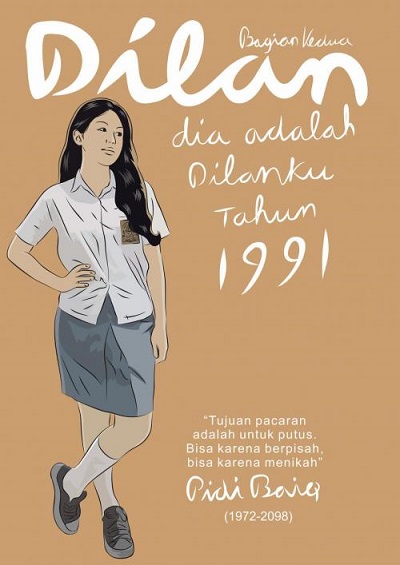 Bagian Kedua
Dilan
dia adalah
Dilanku
Tahun
1991
“Tujuan pacaran
adalah untuk putus.
Bisa karena berpisah,
bisa karena menikah”
Pidi Baiq
(1972-2098)